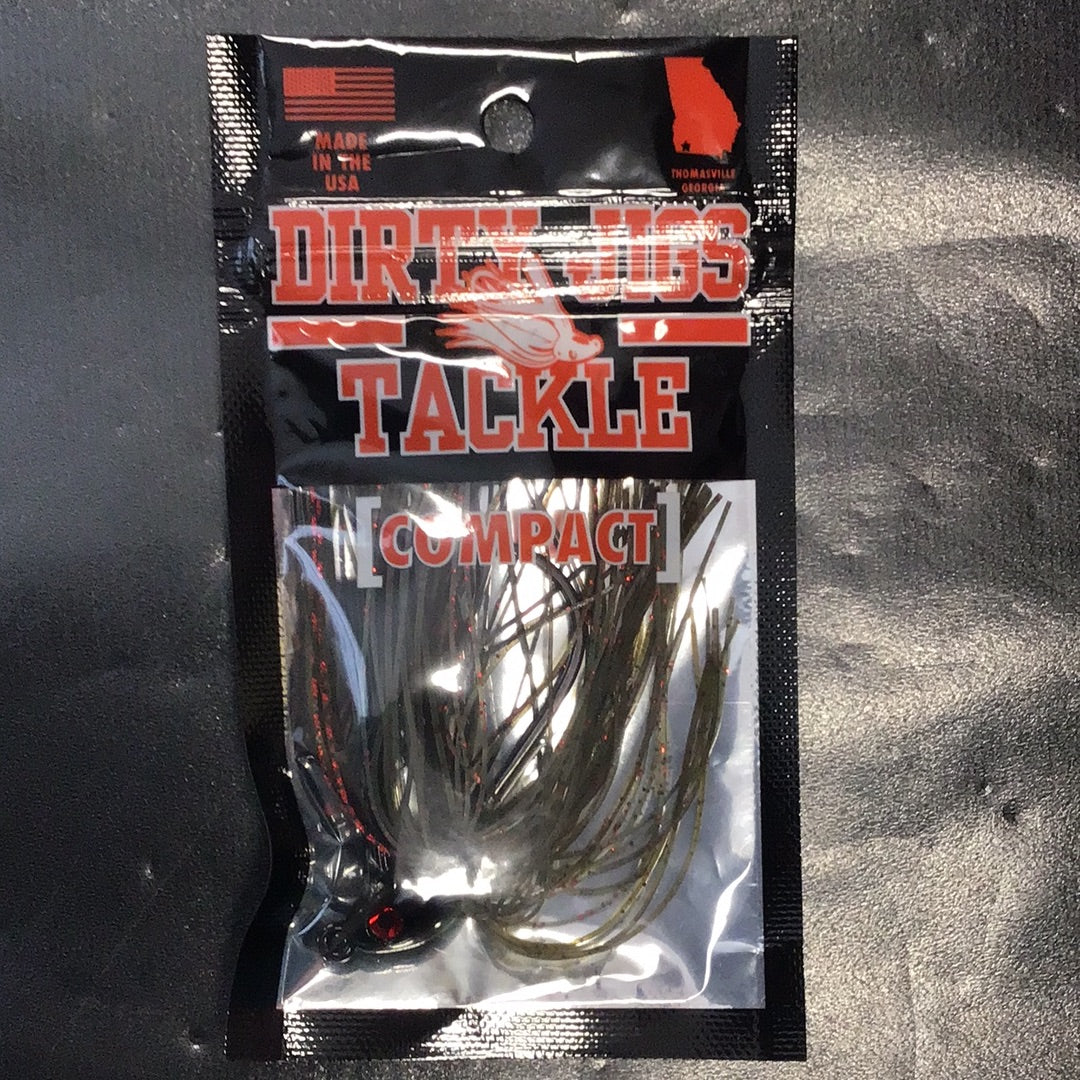 MADE
IN THE
USA
THOMASVILLE
GEORGIA
DIRTY JIGS
TACKLE
[COMPACT]